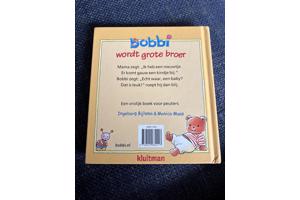 Bobbi
wordt grote broer
Mama zegt: „Ik heb een nieuwtje.
Er komt gauw een kindje bij.”
Bobbi zegt: „Echt waar, een baby?
Dat is leuk!” roept hij dan blij.
Een vrolijk boek voor peuters.
Ingeborg Bijlsma & Monica Maas
bobbi.nl
kluitman